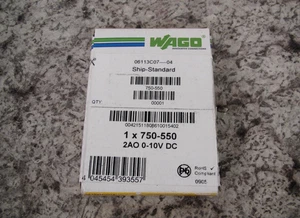 WAGO
06113C07----04
Ship-Standard
750-550
QTY
00001
1 x 750-550
2AO 0-10V DC
RoHS ✓
Compliant
4 045454 393557